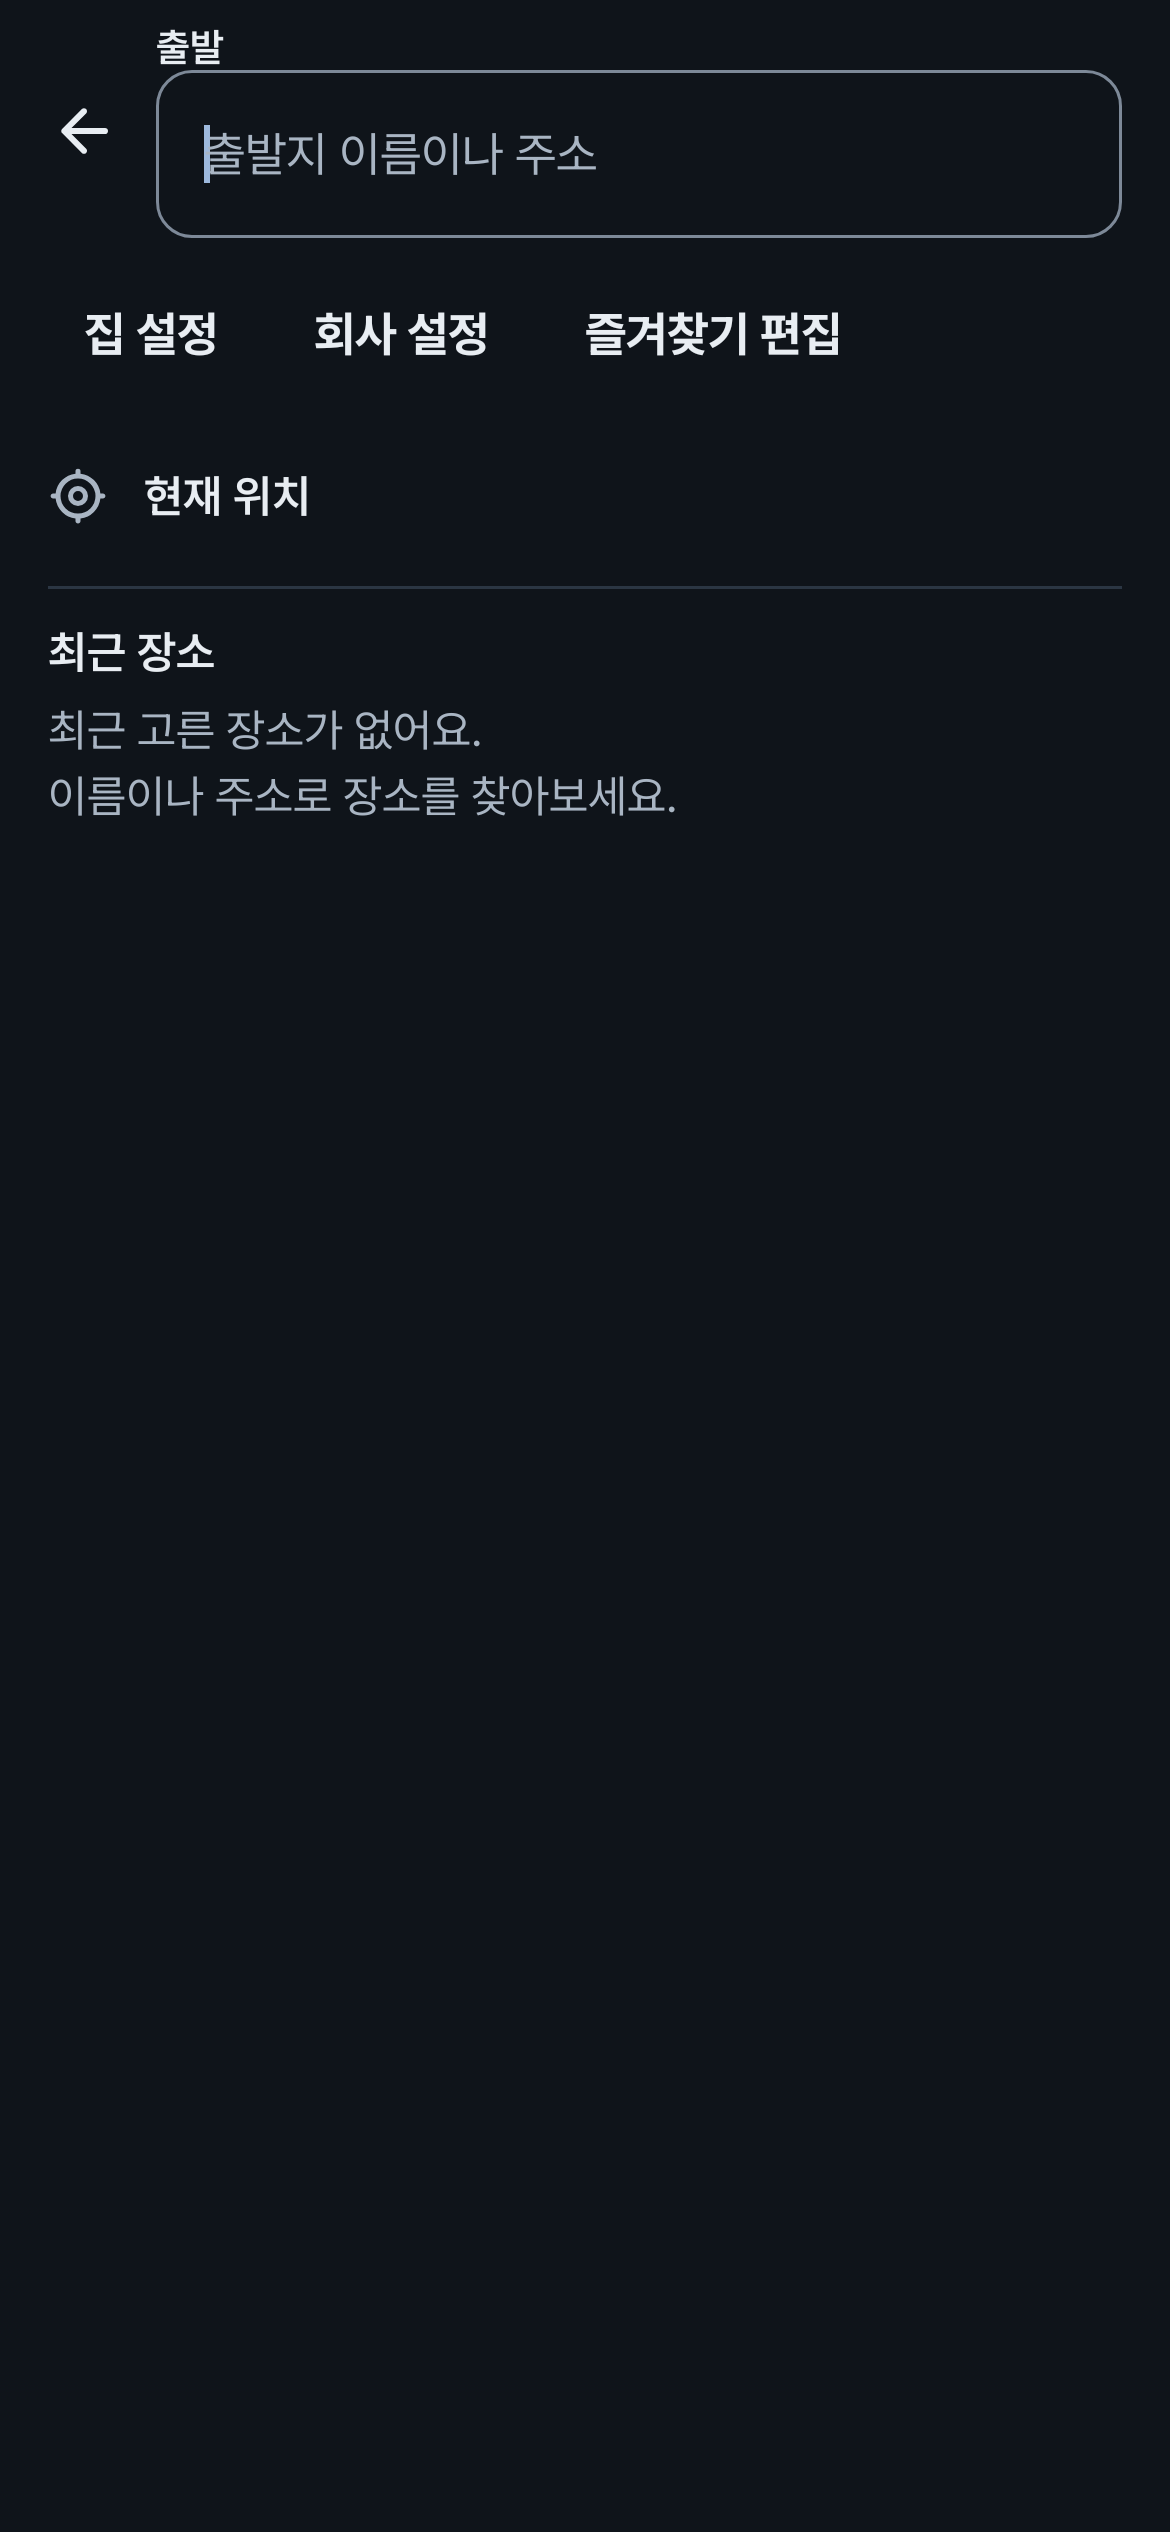 출발
출발지 이름이나 주소
집 설정 회사 설정 즐겨찾기 편집
현재 위치
최근 장소
최근 고른 장소가 없어요.
이름이나 주소로 장소를 찾아보세요.